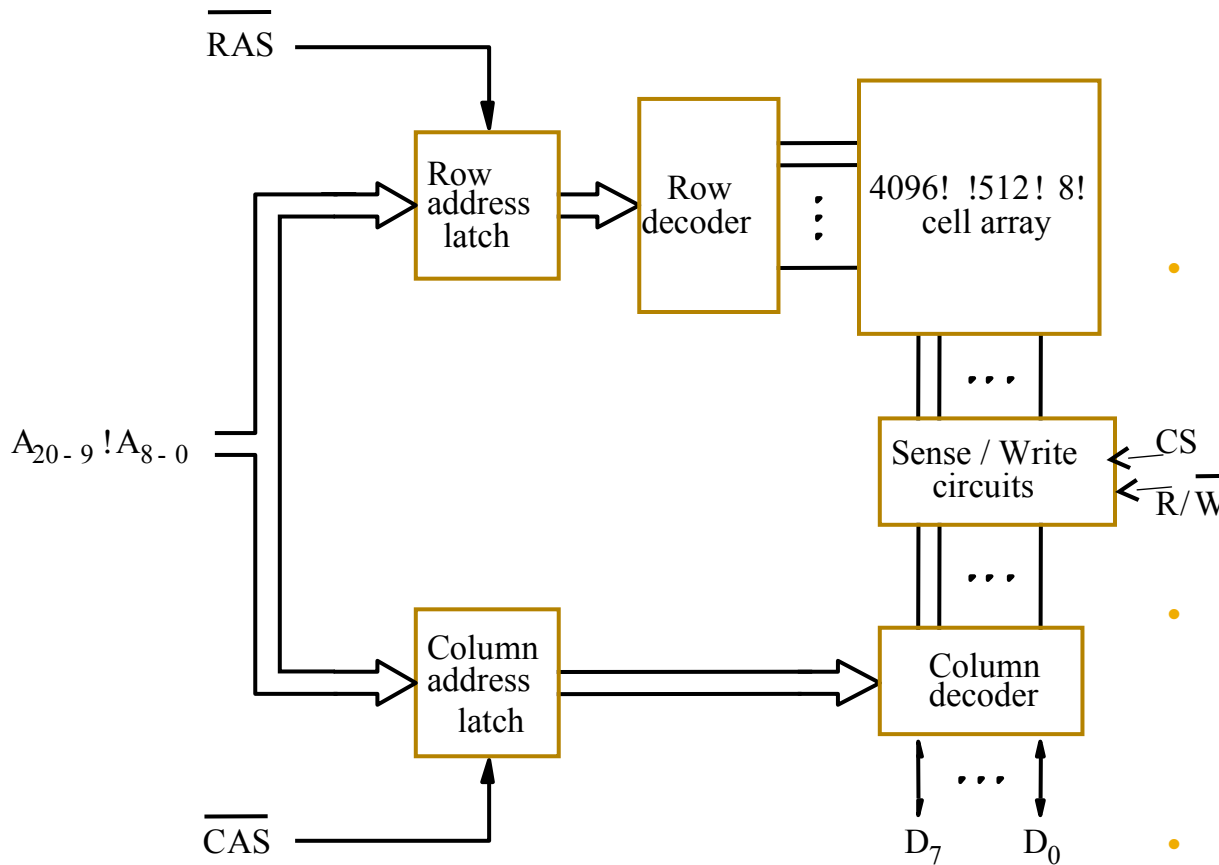 RAS
Row
address
latch
Row
decoder
4096! !512! 8!
cell array
A20 - 9 !A8 - 0
Sense / Write
circuits
CS
R/W
Column
address
latch
Column
decoder
CAS
D7
D0